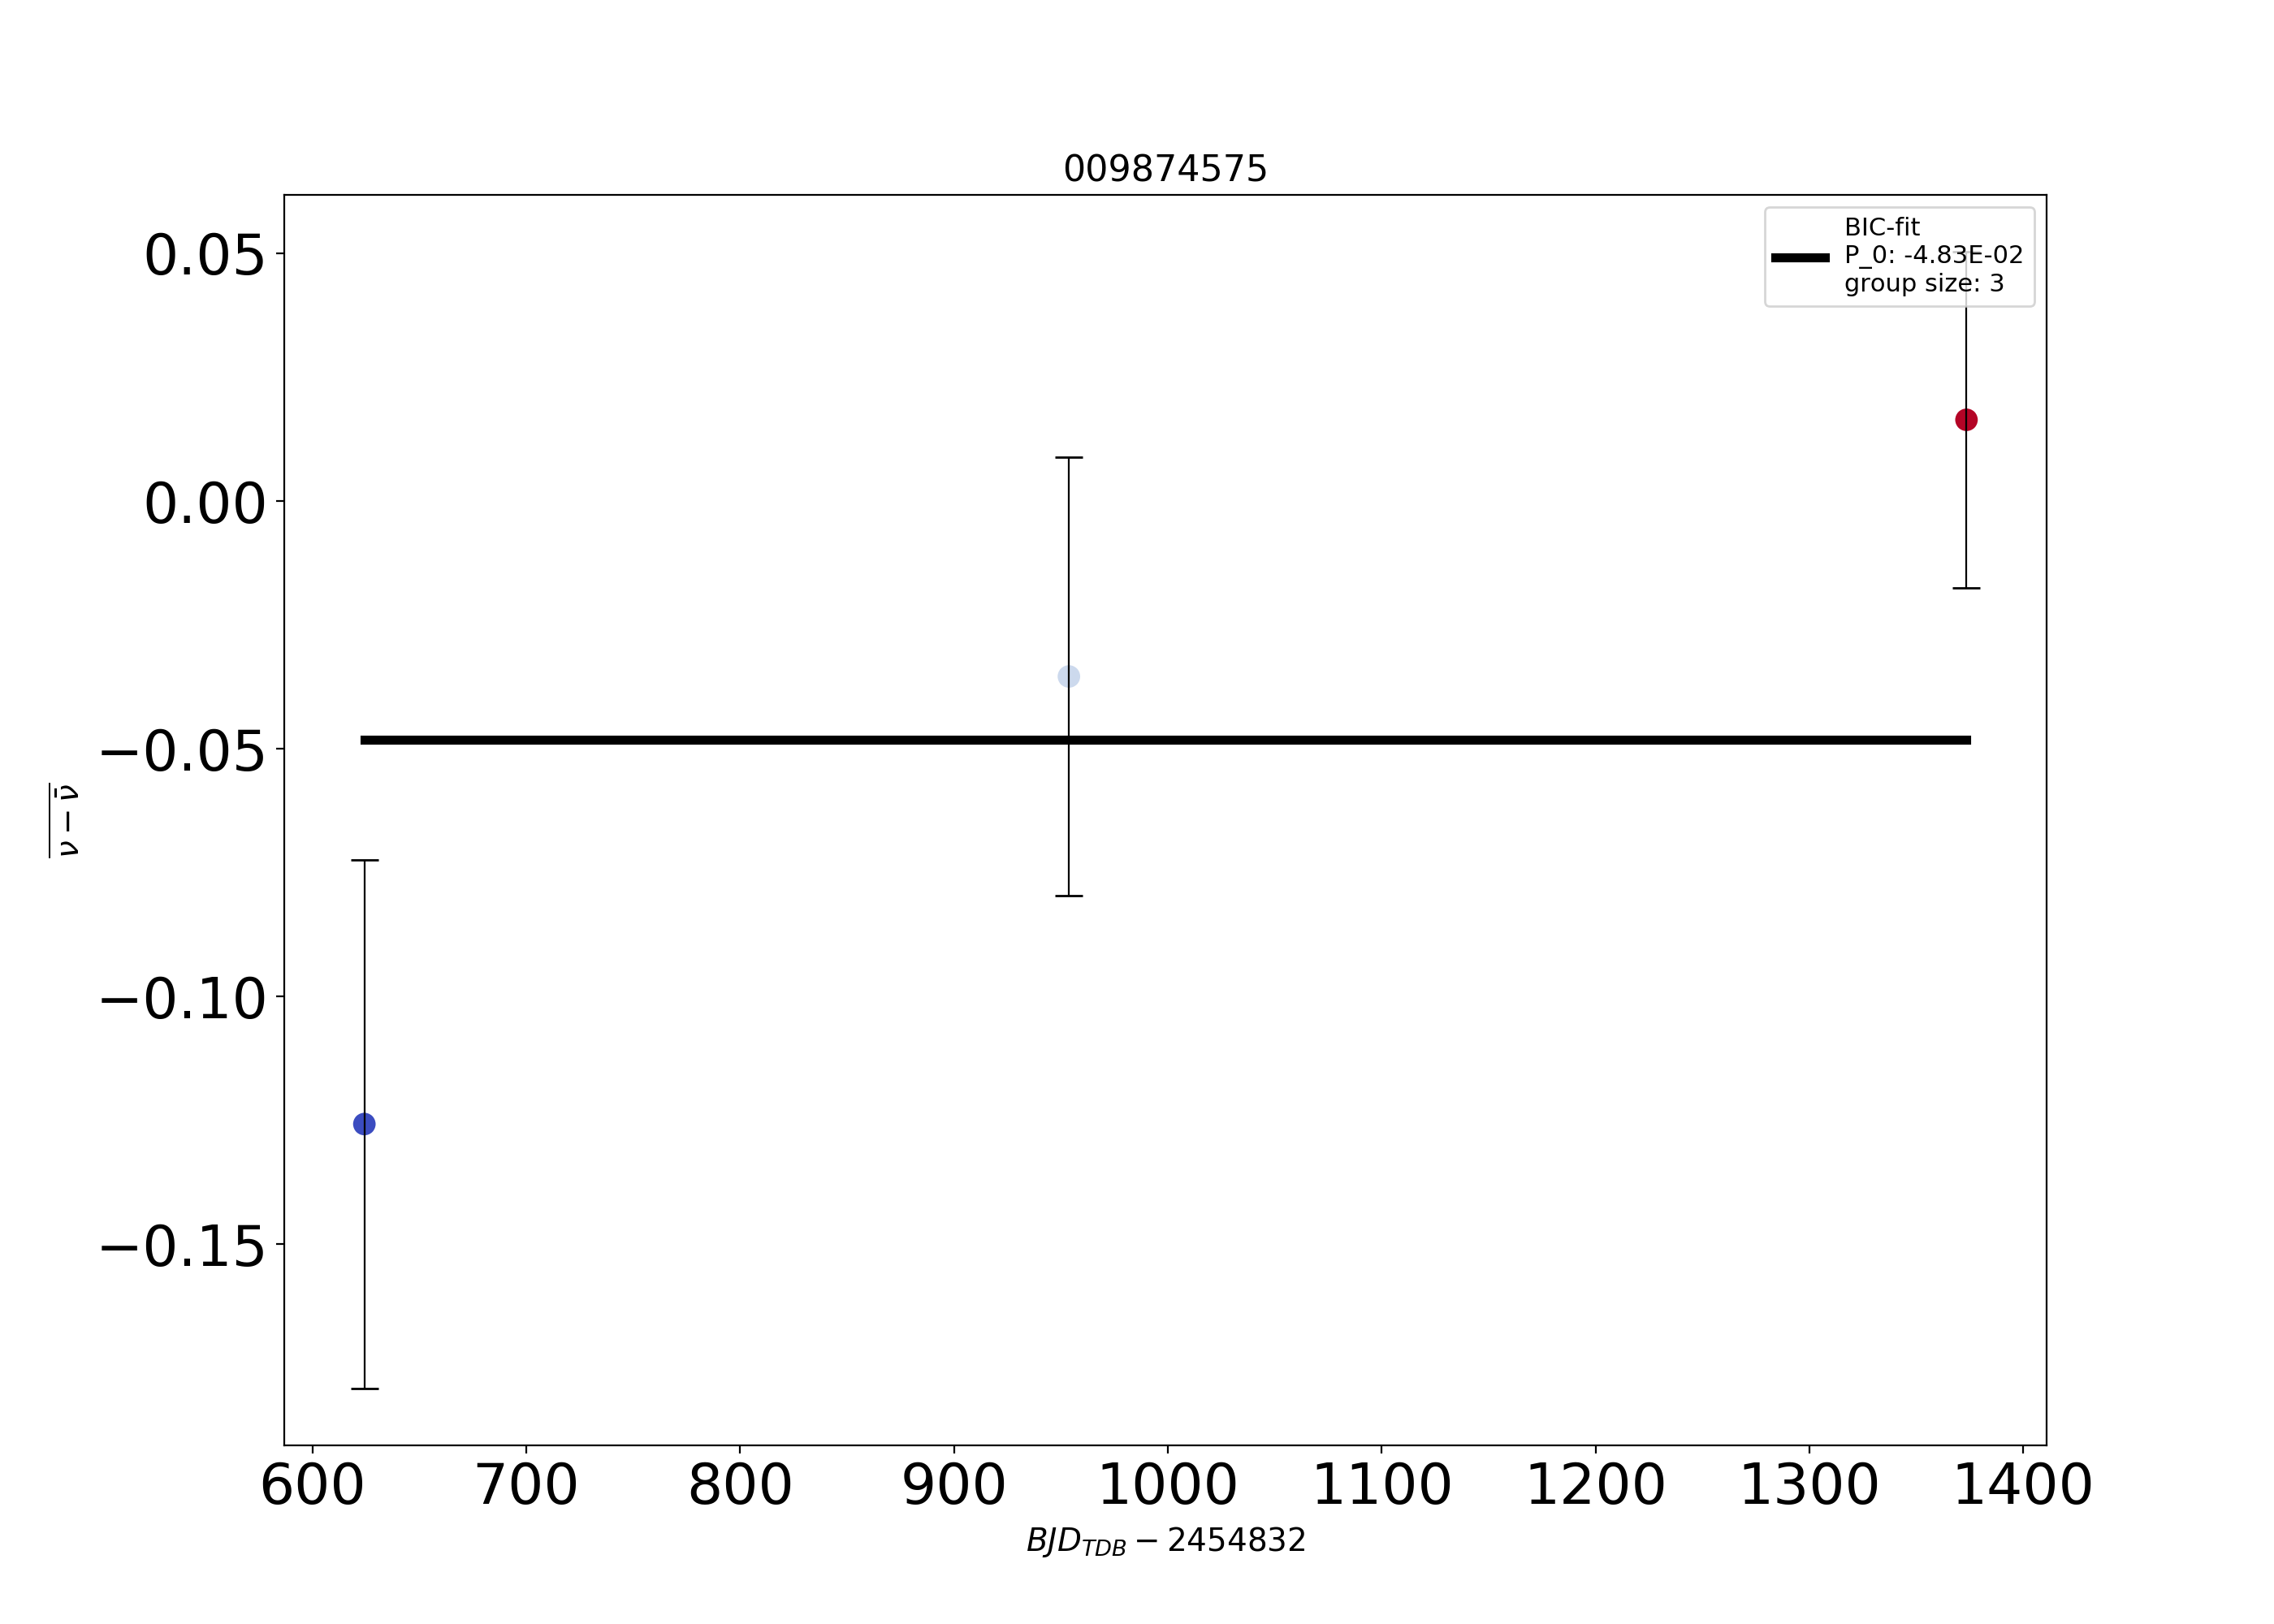 009874575
BIC-fit
P_0: -4.83E-02
group size: 3
0.05
0.00
−0.05
−0.10
−0.15
ν − ν̄
600 700 800 900 1000 1100 1200 1300 1400
BJD_TDB − 2454832